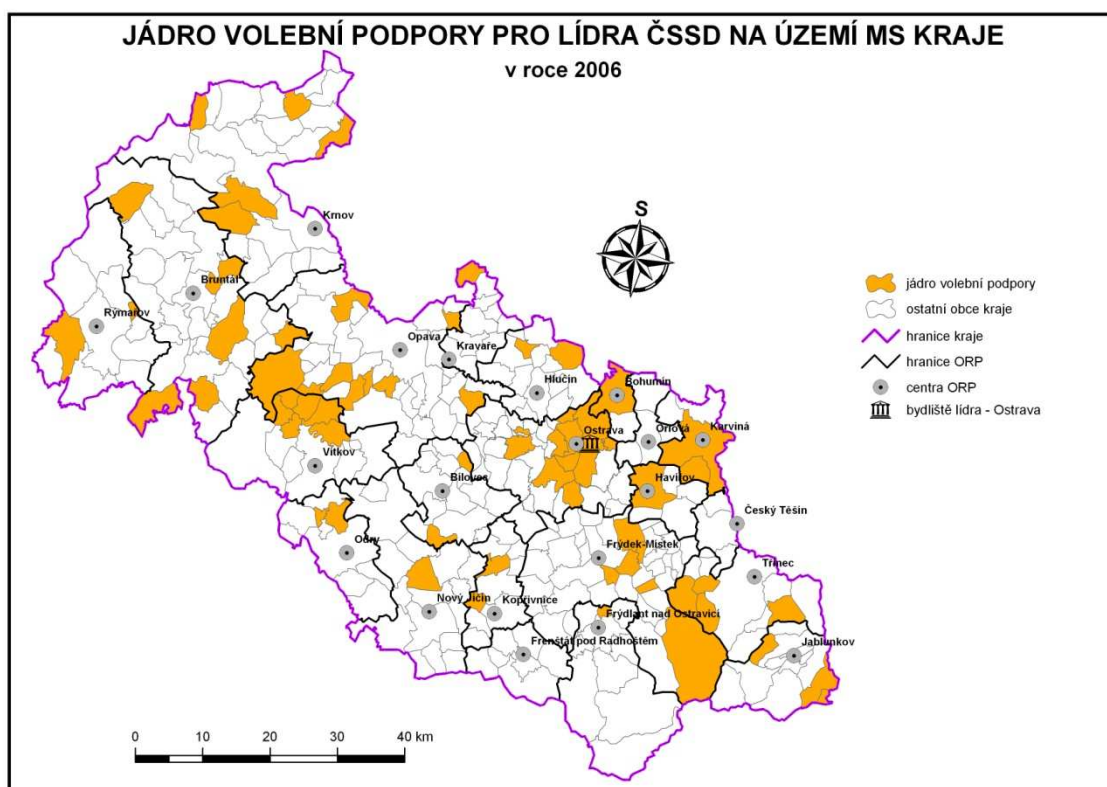 JÁDRO VOLEBNÍ PODPORY PRO LÍDRA ČSSD NA ÚZEMÍ MS KRAJE
v roce 2006
S
Krnov
Bruntál
Rýmařov
Opava
Kravaře
Hlučín
Bohumín
Ostrava
Orlová
Karviná
Vítkov
Bílovec
Havířov
Český Těšín
Odry
Frýdek-Místek
Třinec
Nový Jičín
Kopřivnice
Frýdlant nad Ostravicí
Frenštát pod Radhoštěm
Jablunkov
jádro volební podpory
ostatní obce kraje
hranice kraje
hranice ORP
centra ORP
bydliště lídra - Ostrava
0 10 20 30 40 km